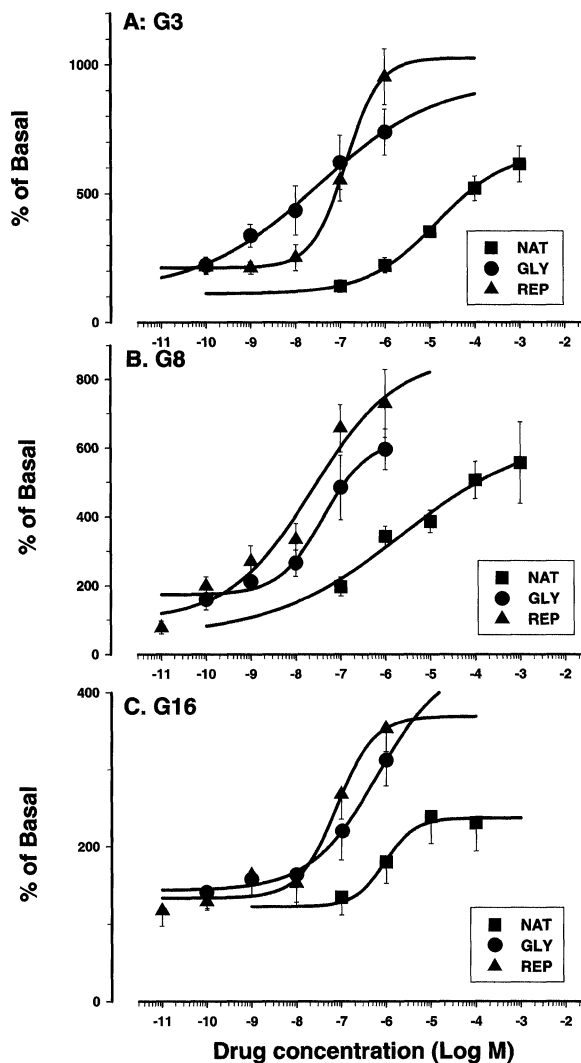 A: G3
% of Basal
1000
500
0
NAT
GLY
REP
-11 -10 -9 -8 -7 -6 -5 -4 -3 -2
B. G8
% of Basal
800
600
400
200
0
NAT
GLY
REP
-11 -10 -9 -8 -7 -6 -5 -4 -3 -2
C. G16
% of Basal
400
200
0
NAT
GLY
REP
-11 -10 -9 -8 -7 -6 -5 -4 -3 -2
Drug concentration (Log M)